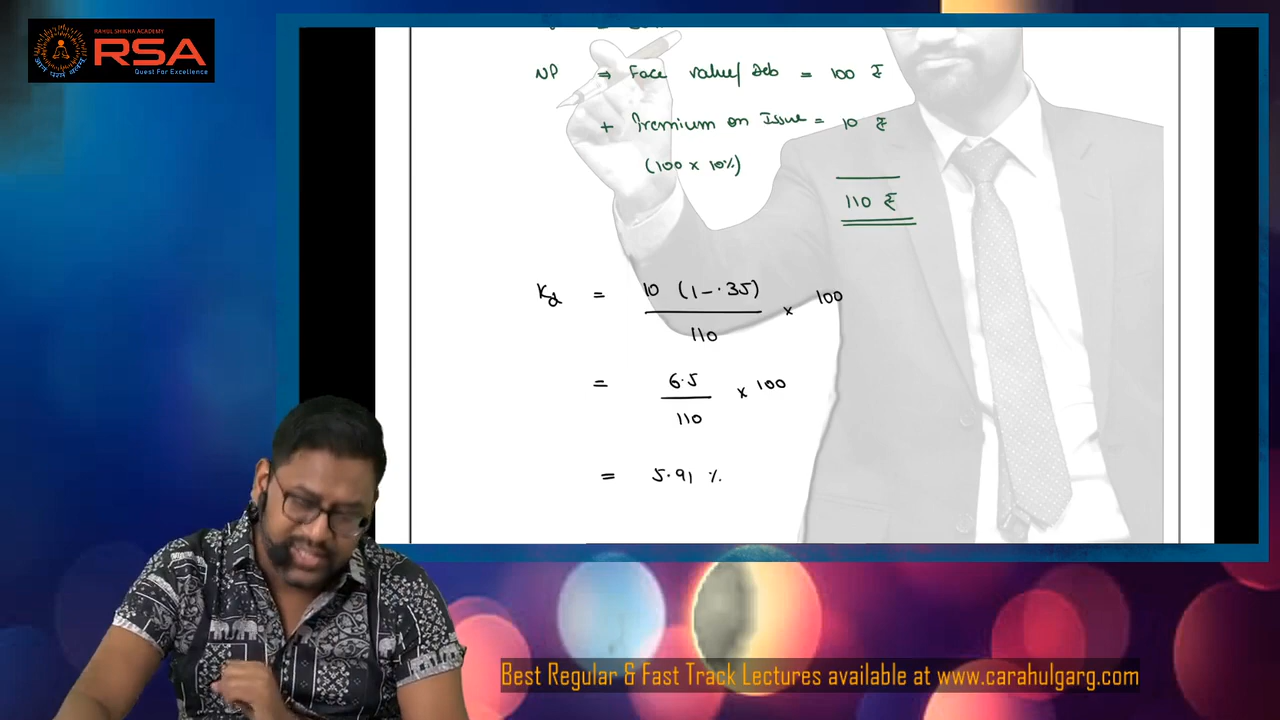 RAHUL SHIKHA ACADEMY
RSA
Quest For Excellence
NP ⇒ Face value/Deb = 100 ₹
+ Premium on Issue = 10 ₹
(100 x 10%)
110 ₹
Kd = 10 (1-.35) / 110 x 100
= 6.5 / 110 x 100
= 5.91 %
Best Regular & Fast Track Lectures available at www.carahulgarg.com